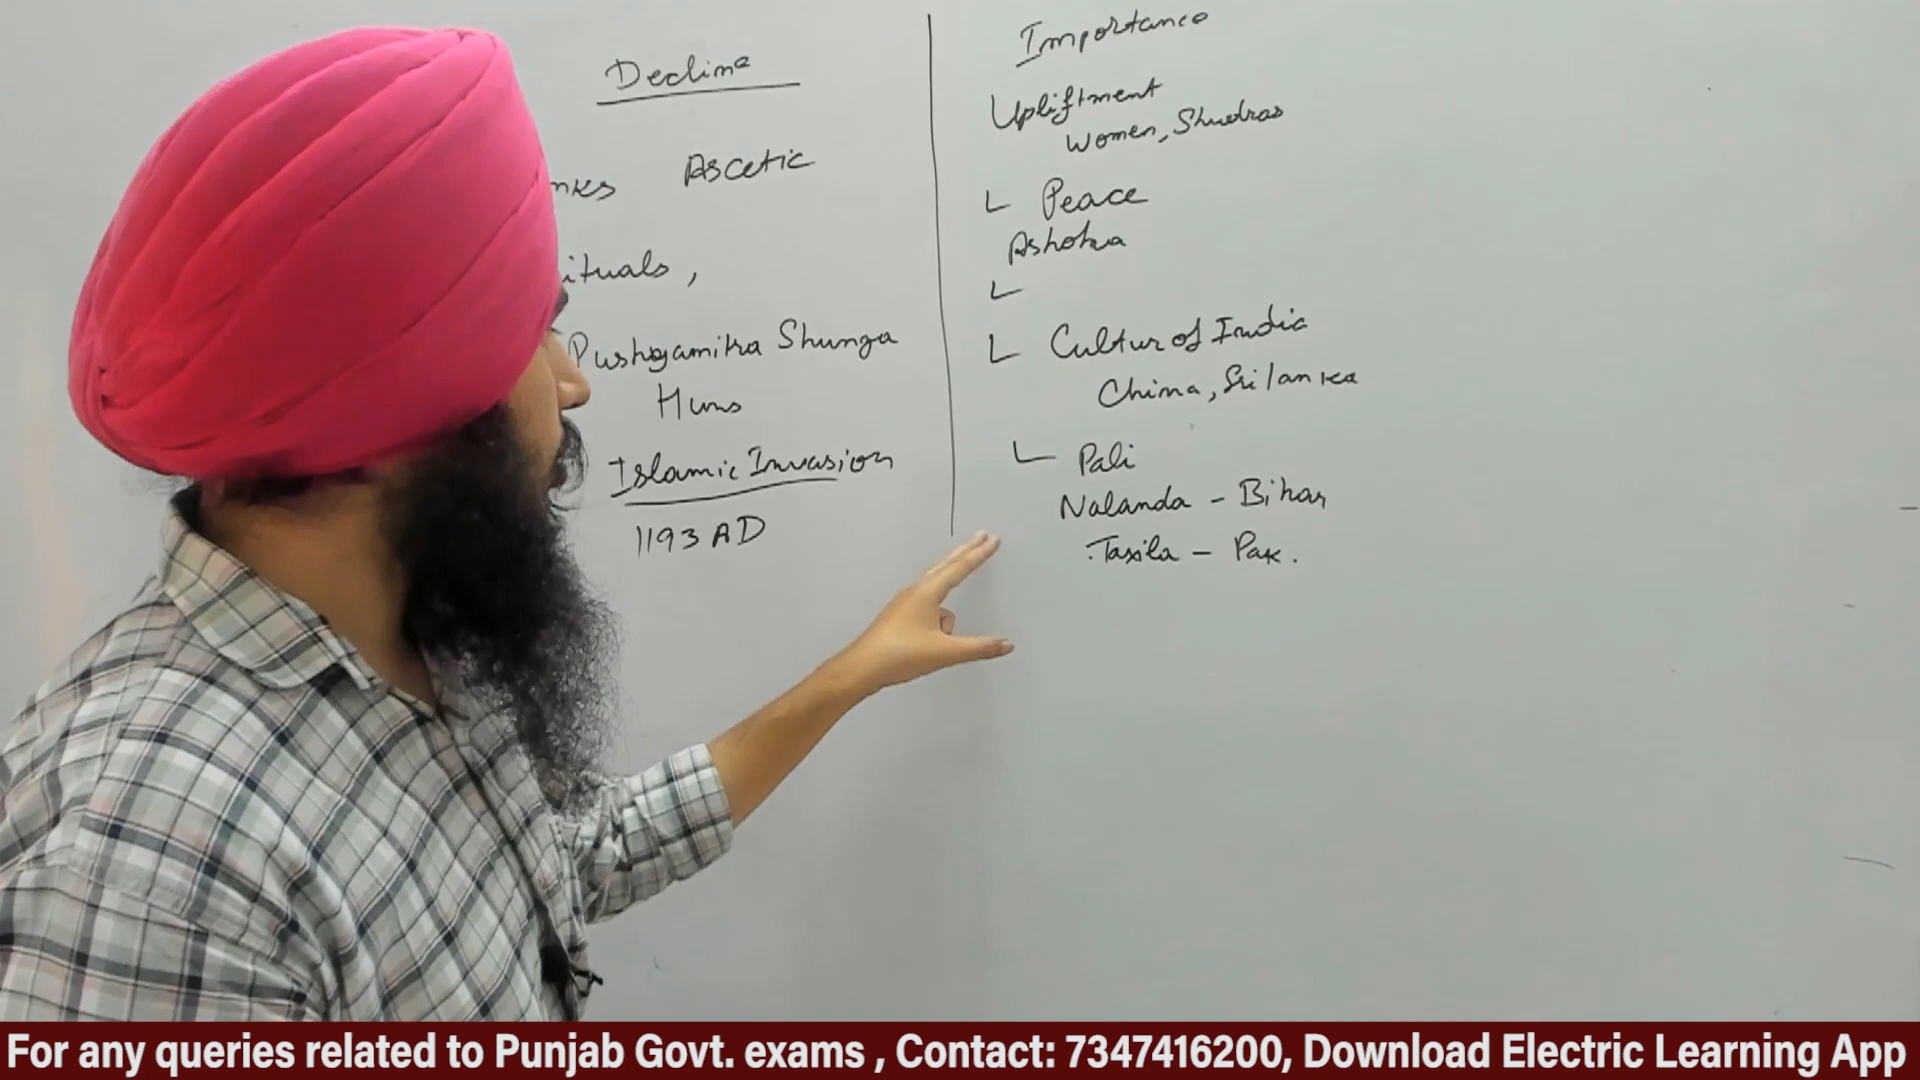 Decline
nks Ascetic
ituals,
Pushyamitra Shunga
Huns
Islamic Invasion
1193 AD
Importance
Upliftment
Women, Shudras
Peace
Ashoka
Cultur of India
China, Srilanka
Pali
Nalanda - Bihar
Taxila - Pak.
For any queries related to Punjab Govt. exams , Contact: 7347416200, Download Electric Learning App